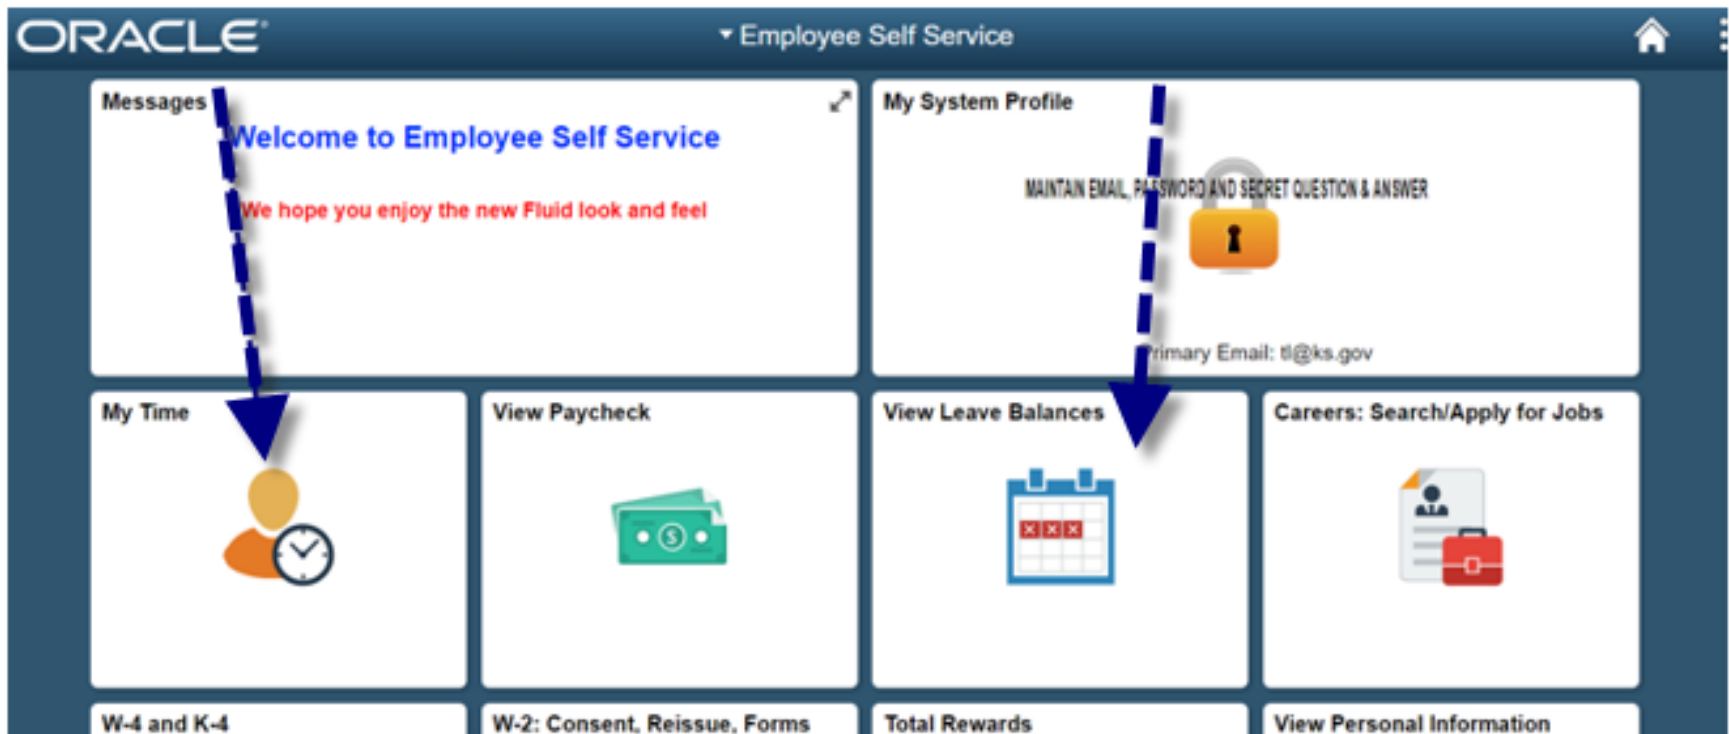 ORACLE
Employee Self Service
Messages
Welcome to Employee Self Service
We hope you enjoy the new Fluid look and feel
My System Profile
MAINTAIN EMAIL, PASSWORD AND SECRET QUESTION & ANSWER
Primary Email: tl@ks.gov
My Time
View Paycheck
View Leave Balances
Careers: Search/Apply for Jobs
W-4 and K-4
W-2: Consent, Reissue, Forms
Total Rewards
View Personal Information